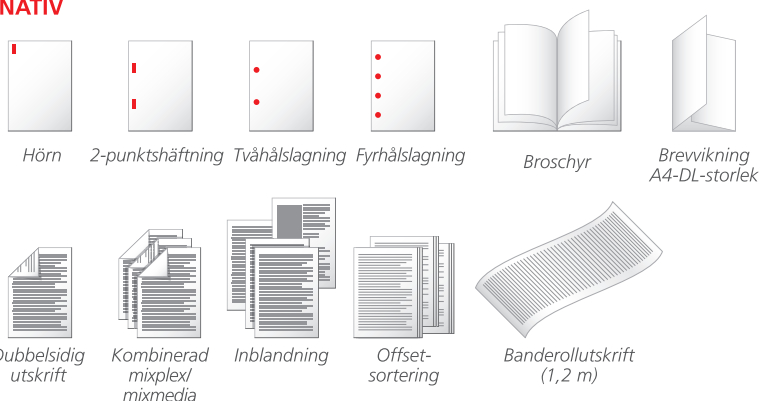 NATIV
Hörn
2-punktshäftning
Tvåhålslagning
Fyrhålslagning
Broschyr
Brevvikning
A4-DL-storlek
Dubbelsidig
utskrift
Kombinerad
mixplex/
mixmedia
Inblandning
Offset-
sortering
Banderollutskrift
(1,2 m)